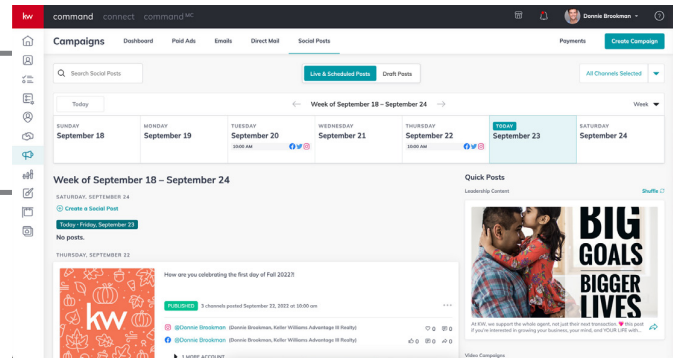 kw
command connect command MC
Donnie Brookman
Campaigns
Dashboard
Paid Ads
Emails
Direct Mail
Social Posts
Payments
Create Campaign
Search Social Posts
Live & Scheduled Posts
Draft Posts
All Channels Selected
Today
Week of September 18 – September 24
Week
SUNDAY
September 18
MONDAY
September 19
TUESDAY
September 20
10:00 AM
WEDNESDAY
September 21
THURSDAY
September 22
10:00 AM
TODAY
September 23
SATURDAY
September 24
Week of September 18 – September 24
SATURDAY, SEPTEMBER 24
Create a Social Post
Today - Friday, September 23
No posts.
THURSDAY, SEPTEMBER 22
kw
How are you celebrating the first day of Fall 2022?!
PUBLISHED
3 channels posted September 22, 2022 at 10:00 am
@Donnie Brookman (Donnie Brookman, Keller Williams Advantage III Realty)
0 0
@Donnie Brookman (Donnie Brookman, Keller Williams Advantage III Realty)
0 0 0
1 MORE ACCOUNT
Quick Posts
Leadership Content
Shuffle
BIG
GOALS
BIGGER
LIVES
At KW, we support the whole agent, not just their next transaction. ❤️ this post
if you're interested in growing your business, your mind, and YOUR LIFE with...
Video Campaigns